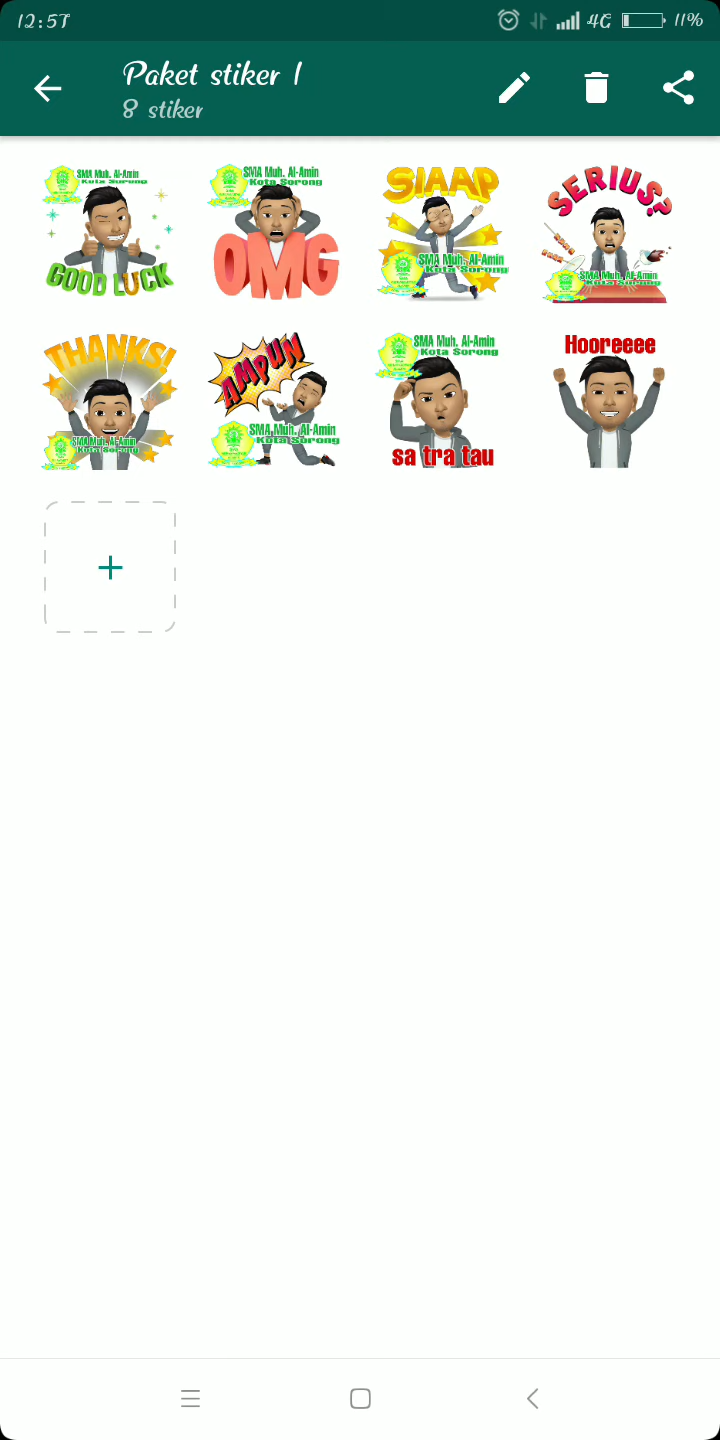 12:57
4G
11%
Paket stiker 1
8 stiker
SMA Muh. Al-Amin
Kota Sorong
GOOD LUCK
SMA Muh. Al-Amin
Kota Sorong
OMG
SIAAP
SMA Muh. Al-Amin
Kota Sorong
SERIUS?
SMA Muh. Al-Amin
Kota Sorong
THANKS!
SMA Muh. Al-Amin
Kota Sorong
AMPUN
SMA Muh. Al-Amin
Kota Sorong
SMA Muh. Al-Amin
Kota Sorong
sa tra tau
Hooreeee